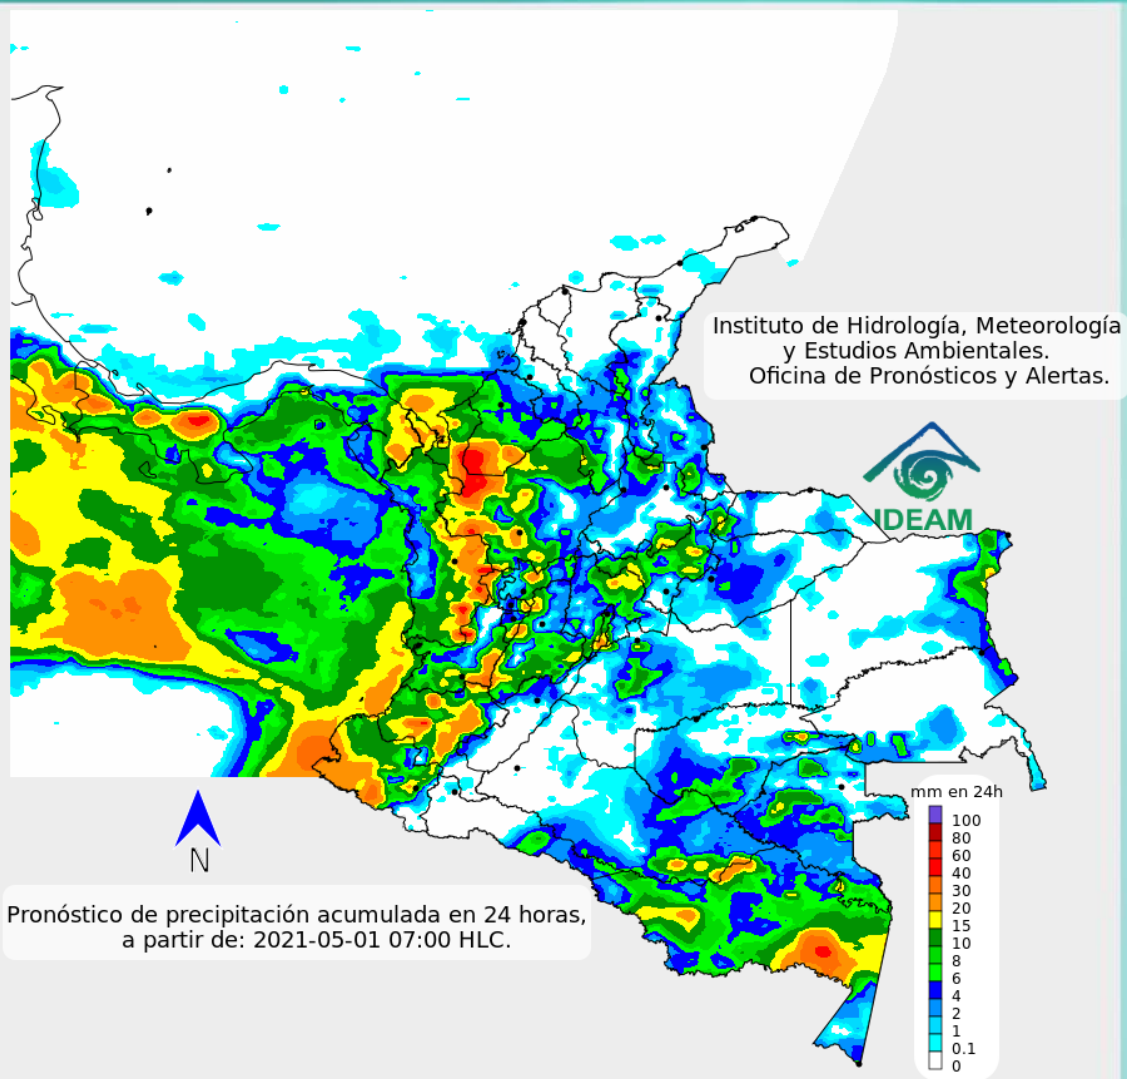 Instituto de Hidrología, Meteorología
y Estudios Ambientales.
Oficina de Pronósticos y Alertas.
IDEAM
mm en 24h
100
80
60
40
30
20
15
10
8
6
4
2
1
0.1
0
N
Pronóstico de precipitación acumulada en 24 horas,
a partir de: 2021-05-01 07:00 HLC.